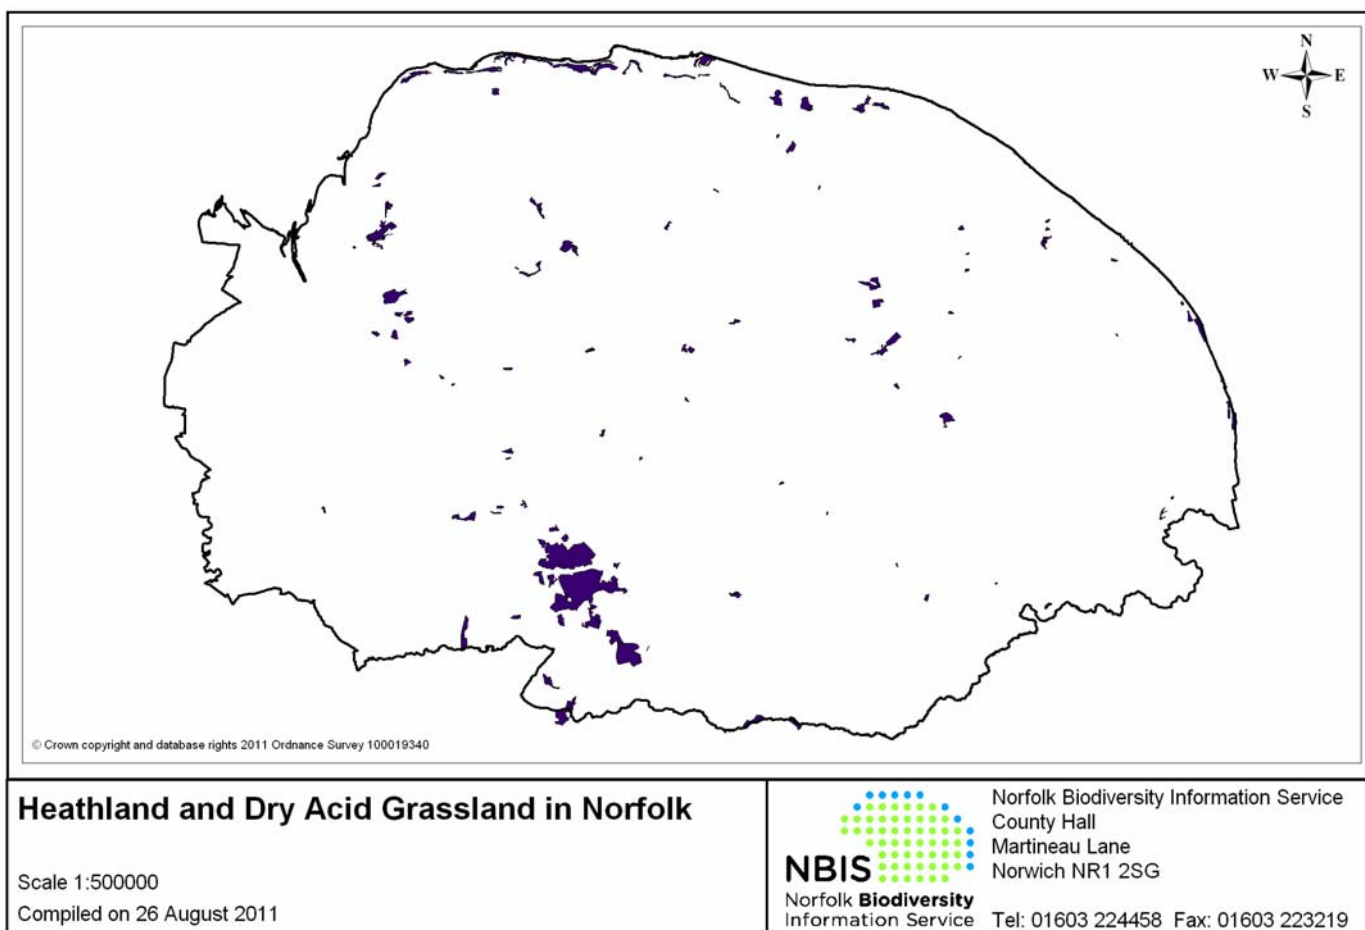 N
W E
S
© Crown copyright and database rights 2011 Ordnance Survey 100019340
Heathland and Dry Acid Grassland in Norfolk
Scale 1:500000
Compiled on 26 August 2011
NBIS
Norfolk Biodiversity
Information Service
Norfolk Biodiversity Information Service
County Hall
Martineau Lane
Norwich NR1 2SG
Tel: 01603 224458 Fax: 01603 223219